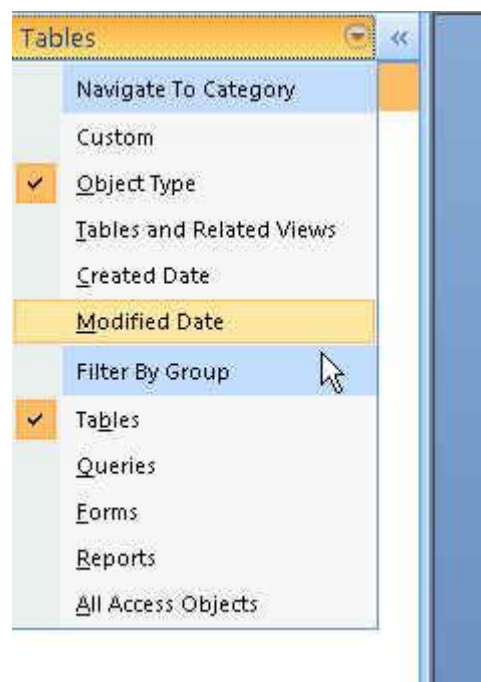 Tables «
Navigate To Category
Custom
Object Type
Tables and Related Views
Created Date
Modified Date
Filter By Group
Tables
Queries
Forms
Reports
All Access Objects